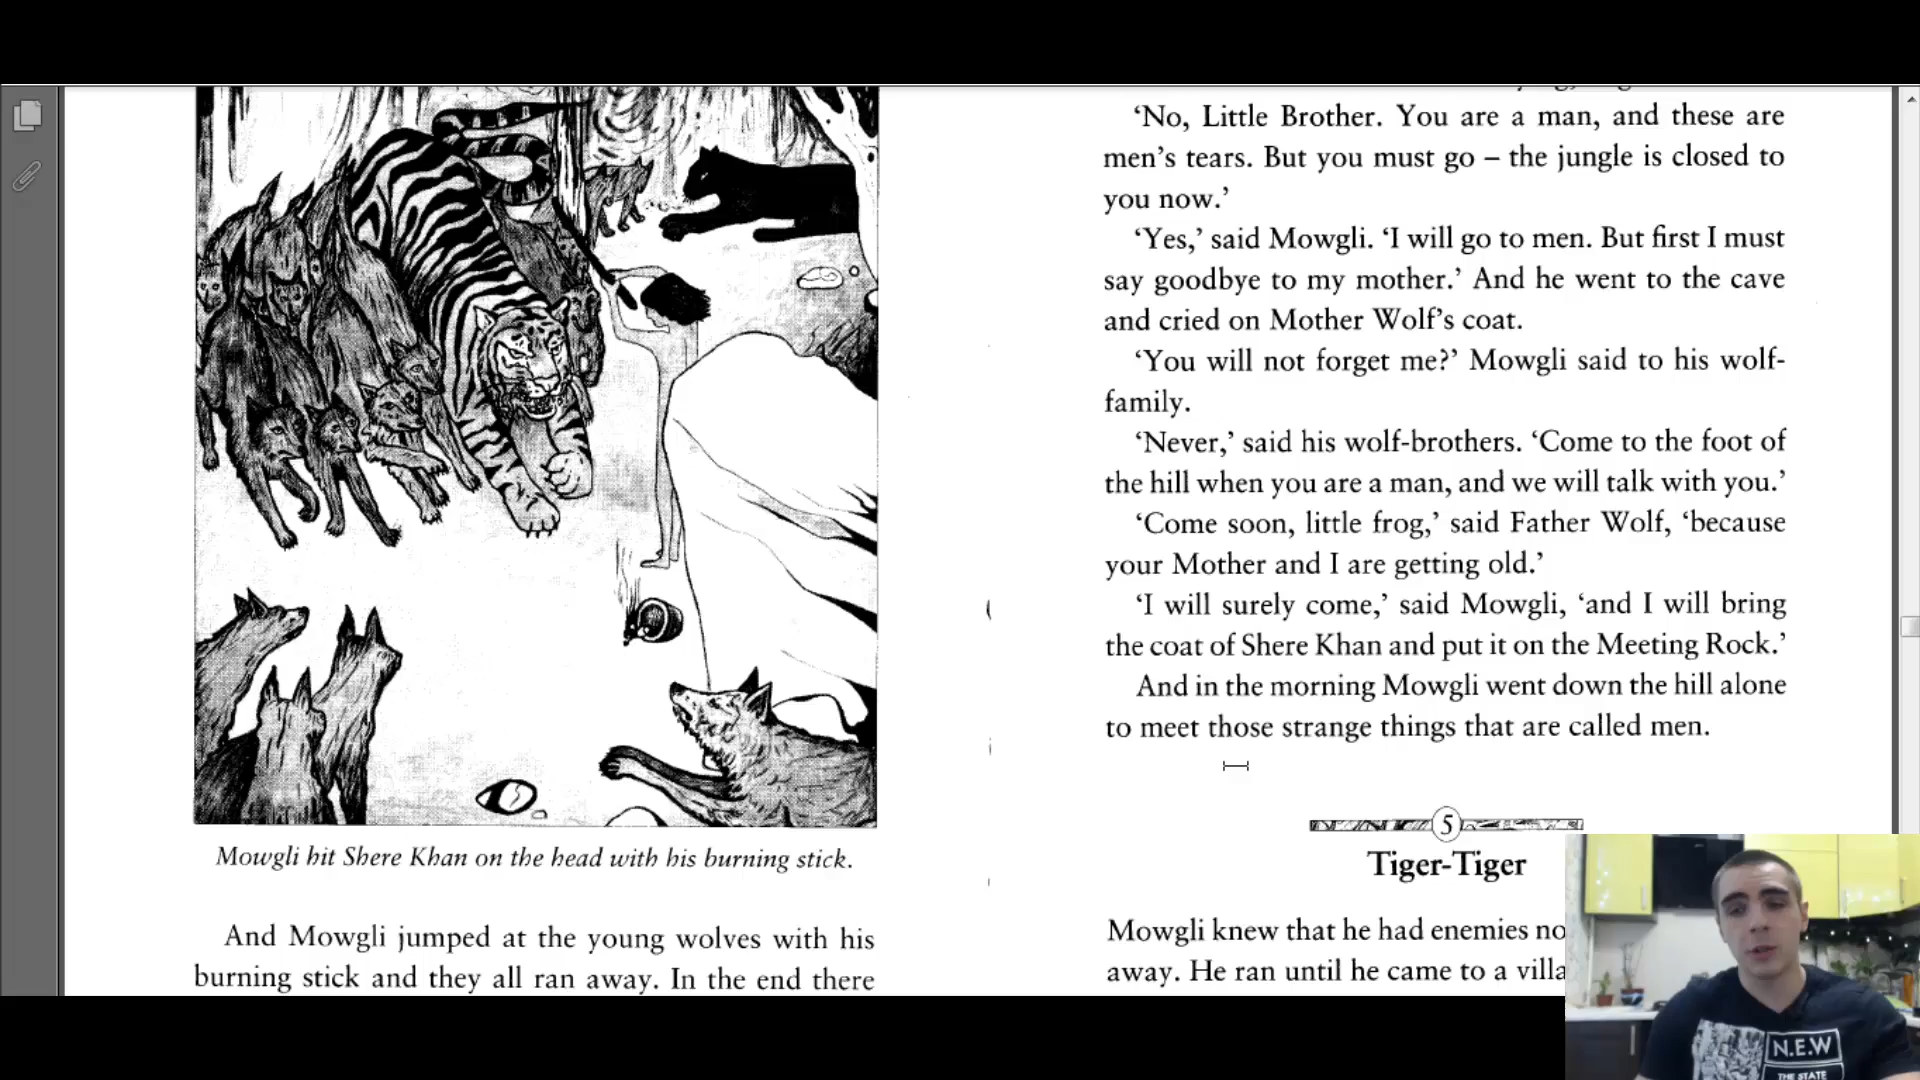 Mowgli hit Shere Khan on the head with his burning stick.
And Mowgli jumped at the young wolves with his
burning stick and they all ran away. In the end there
‘No, Little Brother. You are a man, and these are
men’s tears. But you must go – the jungle is closed to
you now.’
‘Yes,’ said Mowgli. ‘I will go to men. But first I must
say goodbye to my mother.’ And he went to the cave
and cried on Mother Wolf’s coat.
‘You will not forget me?’ Mowgli said to his wolf-
family.
‘Never,’ said his wolf-brothers. ‘Come to the foot of
the hill when you are a man, and we will talk with you.’
‘Come soon, little frog,’ said Father Wolf, ‘because
your Mother and I are getting old.’
‘I will surely come,’ said Mowgli, ‘and I will bring
the coat of Shere Khan and put it on the Meeting Rock.’
And in the morning Mowgli went down the hill alone
to meet those strange things that are called men.
5
Tiger-Tiger
Mowgli knew that he had enemies
away. He ran until he came to a
N.E.W
THE STATE